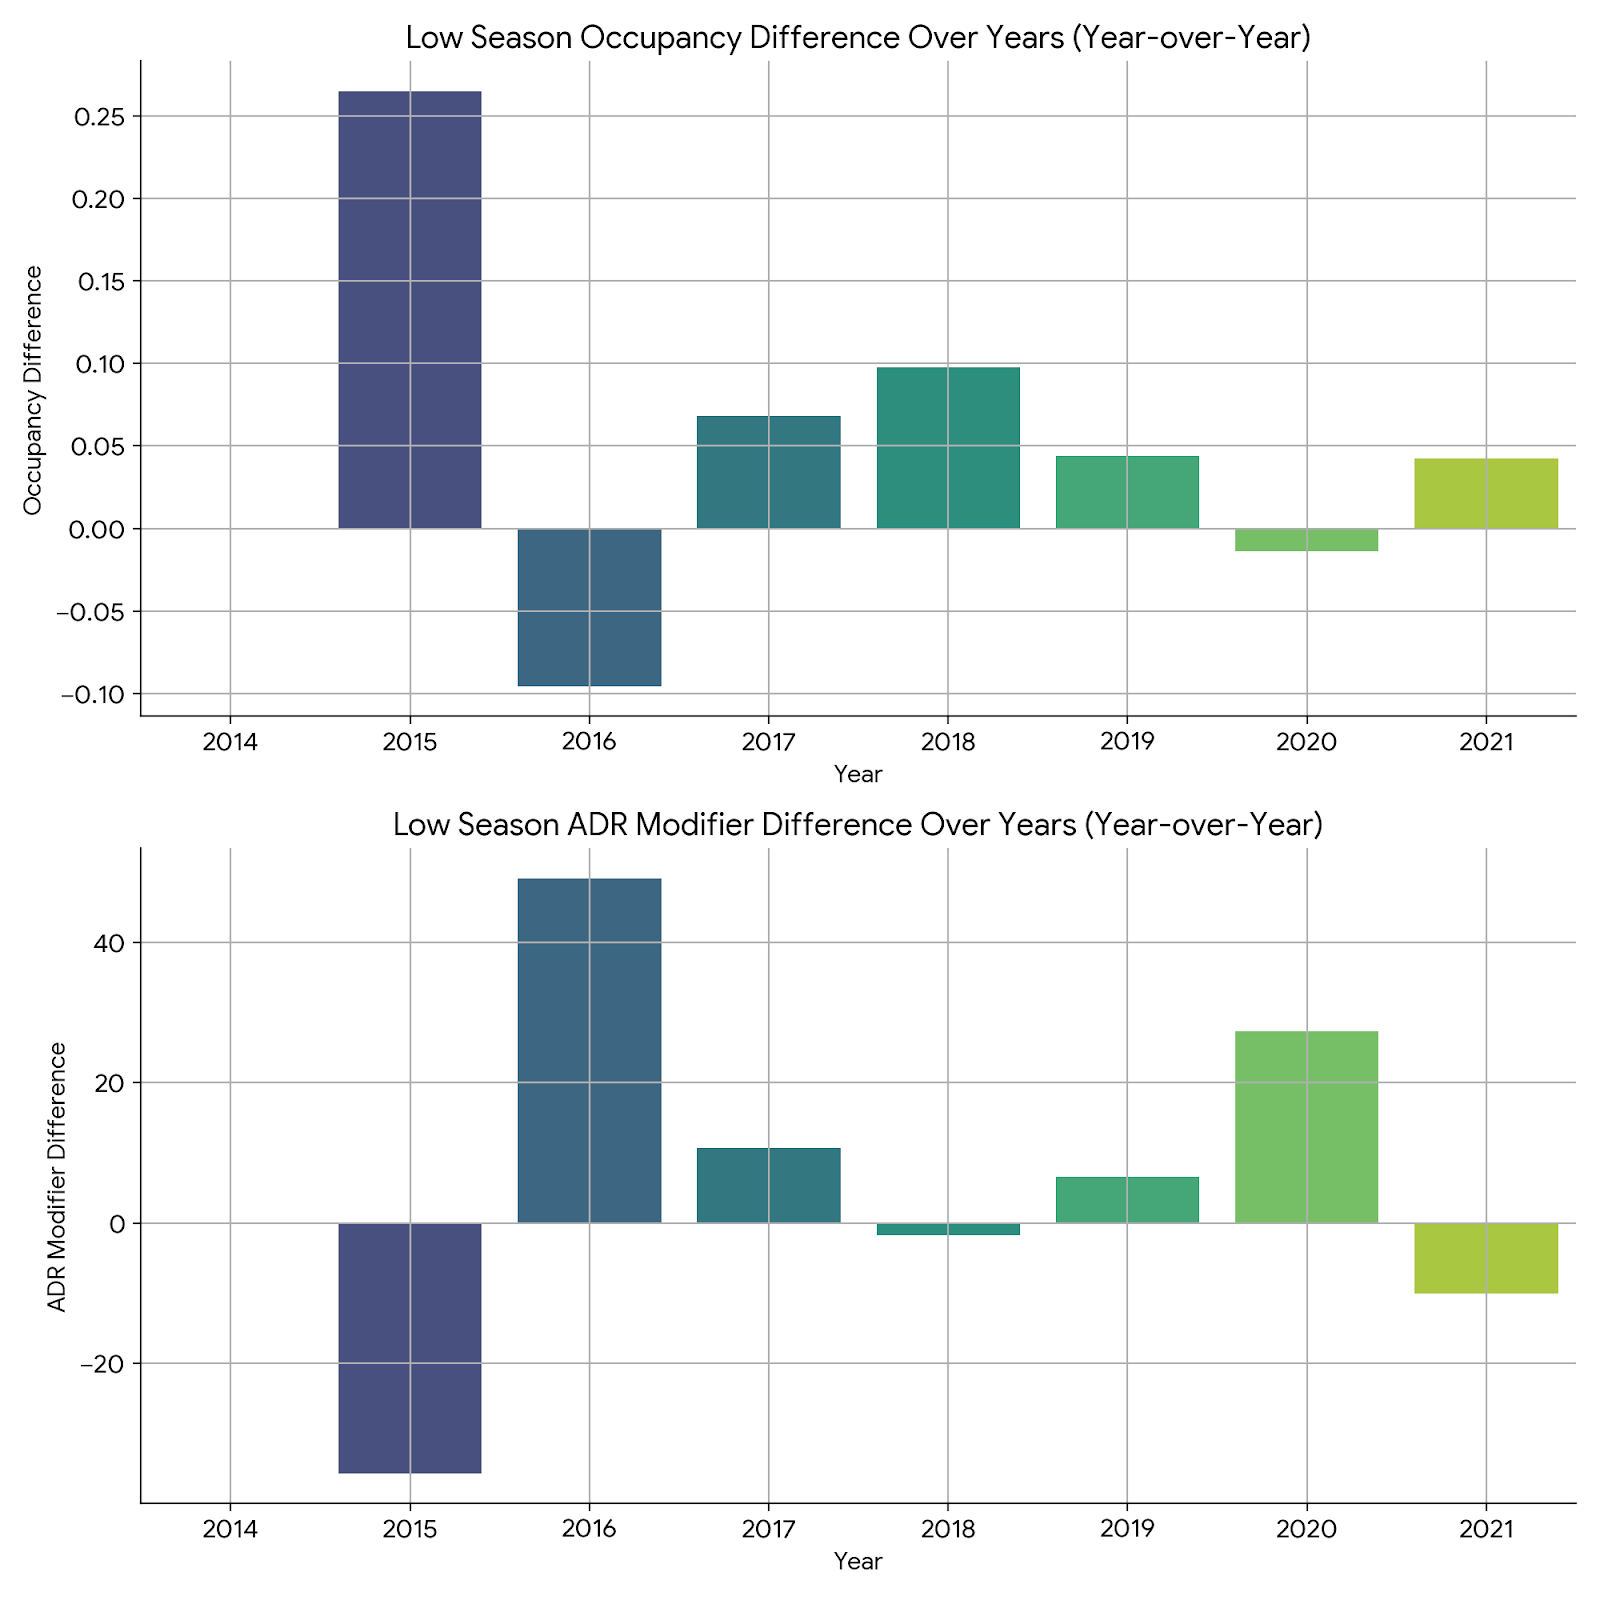 Low Season Occupancy Difference Over Years (Year-over-Year)
0.25
0.20
0.15
0.10
0.05
0.00
−0.05
−0.10
Occupancy Difference
2014 2015 2016 2017 2018 2019 2020 2021
Year
Low Season ADR Modifier Difference Over Years (Year-over-Year)
40
20
0
−20
ADR Modifier Difference
2014 2015 2016 2017 2018 2019 2020 2021
Year